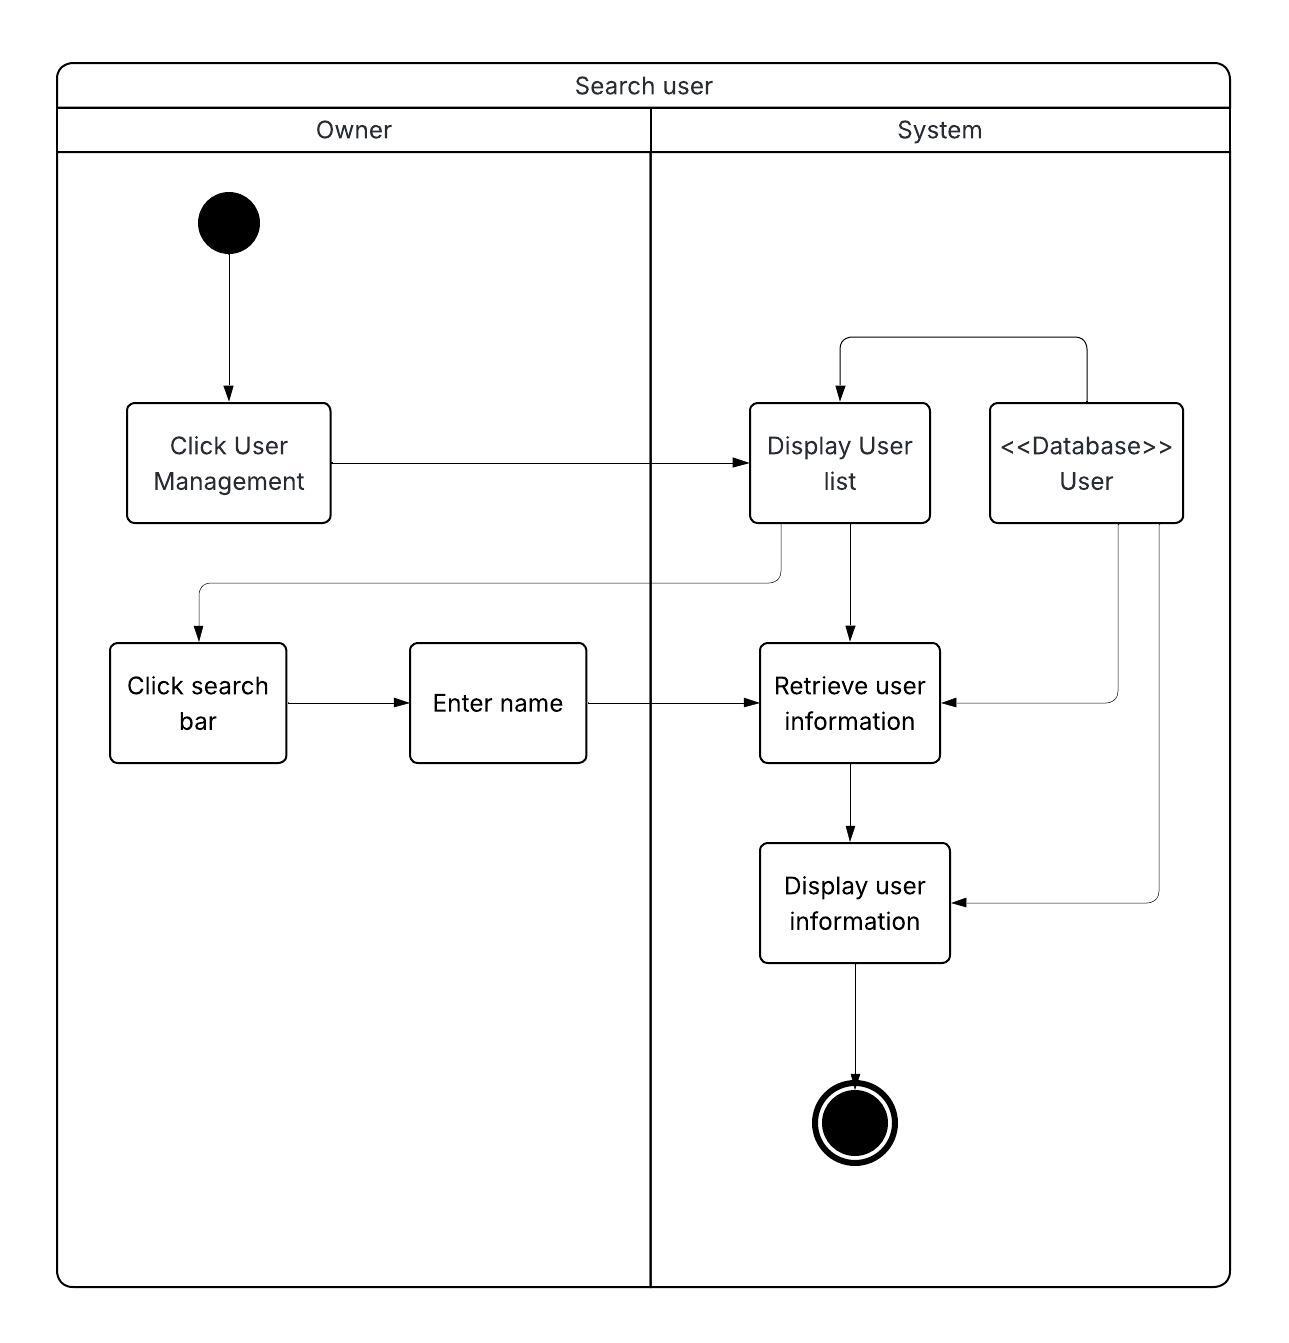 Search user
Owner
System
Click User
Management
Display User
list
<<Database>>
User
Click search
bar
Enter name
Retrieve user
information
Display user
information